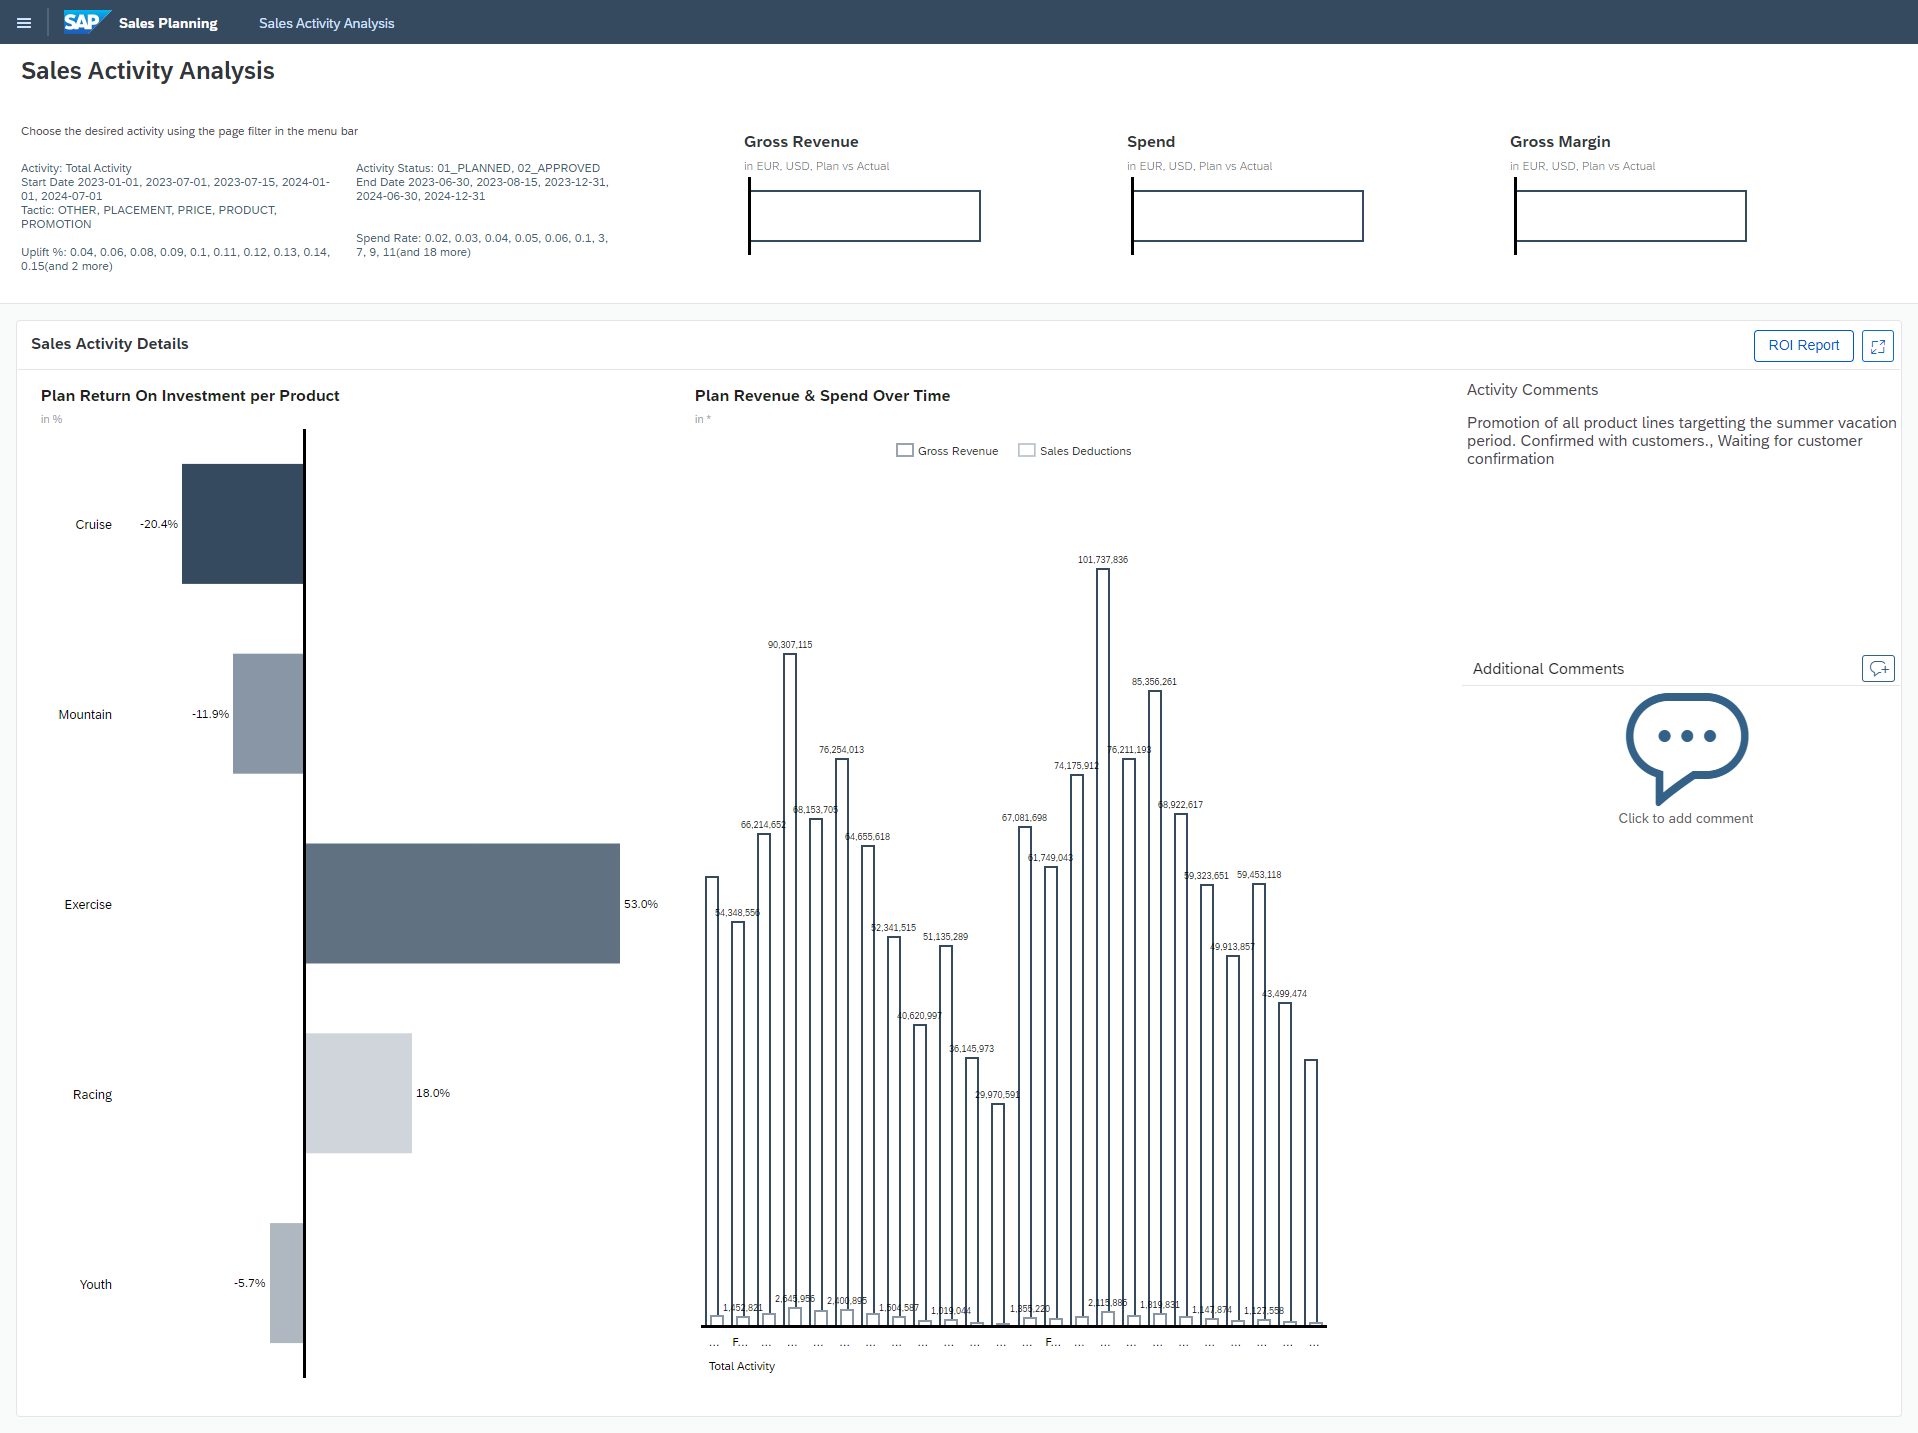 SAP Sales Planning Sales Activity Analysis
Sales Activity Analysis
Choose the desired activity using the page filter in the menu bar
Activity: Total Activity
Start Date 2023-01-01, 2023-07-01, 2023-07-15, 2024-01-
01, 2024-07-01
Tactic: OTHER, PLACEMENT, PRICE, PRODUCT,
PROMOTION
Uplift %: 0.04, 0.06, 0.08, 0.09, 0.1, 0.11, 0.12, 0.13, 0.14,
0.15(and 2 more)
Activity Status: 01_PLANNED, 02_APPROVED
End Date 2023-06-30, 2023-08-15, 2023-12-31,
2024-06-30, 2024-12-31
Spend Rate: 0.02, 0.03, 0.04, 0.05, 0.06, 0.1, 3,
7, 9, 11(and 18 more)
Gross Revenue
in EUR, USD, Plan vs Actual
Spend
in EUR, USD, Plan vs Actual
Gross Margin
in EUR, USD, Plan vs Actual
Sales Activity Details
ROI Report
Plan Return On Investment per Product
in %
Cruise -20.4%
Mountain -11.9%
Exercise 53.0%
Racing 18.0%
Youth -5.7%
Plan Revenue & Spend Over Time
in *
Gross Revenue Sales Deductions
54,348,556
66,214,652
90,307,115
68,153,705
76,254,013
64,655,618
52,341,515
40,620,997
51,135,289
36,145,973
29,970,591
67,081,698
61,749,043
74,175,912
101,737,836
76,211,193
85,356,261
68,922,617
59,323,651
49,913,857
59,453,118
43,499,474
1,452,821
2,545,956
2,400,895
1,504,587
1,019,044
1,355,220
2,115,885
1,819,831
1,147,874
1,127,558
... F... ... ... ... ... ... ... ... ... ... ... ... F... ... ... ... ... ... ... ... ... ... ...
Total Activity
Activity Comments
Promotion of all product lines targetting the summer vacation
period. Confirmed with customers., Waiting for customer
confirmation
Additional Comments
Click to add comment